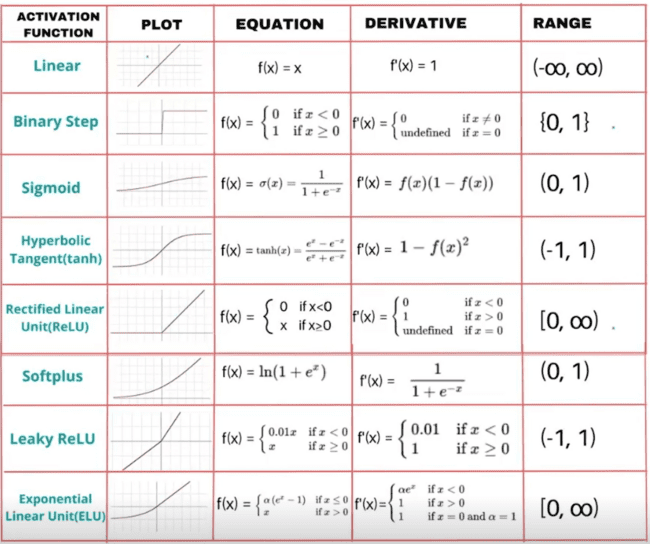 ACTIVATION FUNCTION PLOT EQUATION DERIVATIVE RANGE
Linear f(x) = x f'(x) = 1 (-∞, ∞)
Binary Step f(x) = { 0 if x < 0 f'(x) = { 0 if x ≠ 0 {0, 1} .
1 if x ≥ 0 undefined if x = 0
Sigmoid f(x) = σ(x) = 1 / 1 + e^-x f'(x) = f(x)(1 − f(x)) (0, 1)
Hyperbolic Tangent(tanh) f(x) = tanh(x) = e^x − e^-x / e^x + e^-x f'(x) = 1 − f(x)² (-1, 1)
Rectified Linear Unit(ReLU) f(x) = { 0 if x<0 f'(x) = { 0 if x < 0 [0, ∞) .
x if x≥0 1 if x > 0
undefined if x = 0
Softplus f(x) = ln(1 + e^x) f'(x) = 1 / 1 + e^-x (0, 1)
Leaky ReLU f(x) = { 0.01x if x < 0 f'(x) = { 0.01 if x < 0 (-1, 1)
x if x ≥ 0 1 if x ≥ 0
Exponential Linear Unit(ELU) f(x) = { α(e^x − 1) if x ≤ 0 f'(x)= { αe^x if x < 0 [0, ∞)
x if x > 0 1 if x > 0
1 if x = 0 and α = 1